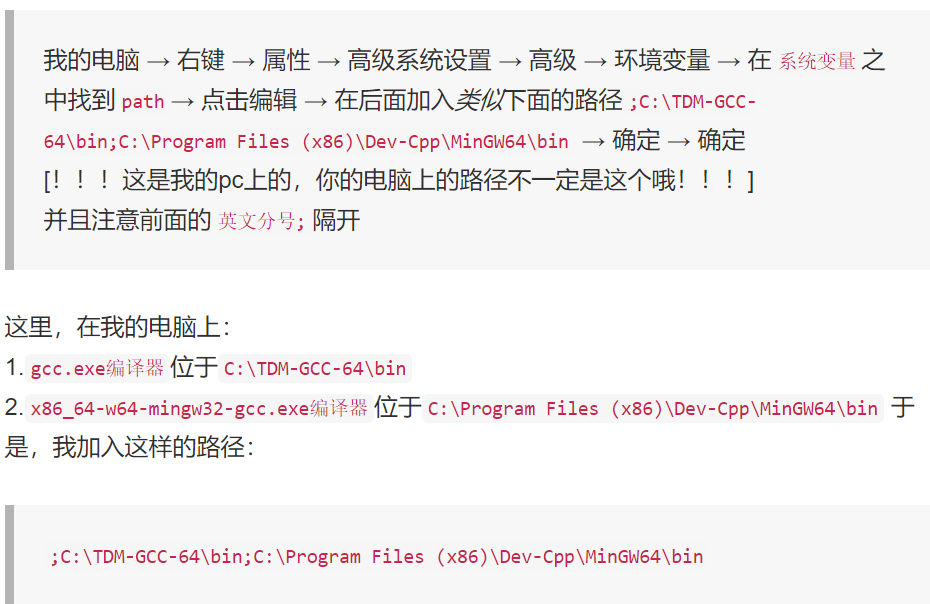 我的电脑 → 右键 → 属性 → 高级系统设置 → 高级 → 环境变量 → 在 系统变量 之
中找到 path → 点击编辑 → 在后面加入类似下面的路径 ;C:\TDM-GCC-
64\bin;C:\Program Files (x86)\Dev-Cpp\MinGW64\bin → 确定 → 确定
[！！！这是我的pc上的，你的电脑上的路径不一定是这个哦！！！]
并且注意前面的 英文分号; 隔开
这里，在我的电脑上：
1. gcc.exe编译器 位于 C:\TDM-GCC-64\bin
2. x86_64-w64-mingw32-gcc.exe编译器 位于 C:\Program Files (x86)\Dev-Cpp\MinGW64\bin 于
是，我加入这样的路径：
;C:\TDM-GCC-64\bin;C:\Program Files (x86)\Dev-Cpp\MinGW64\bin